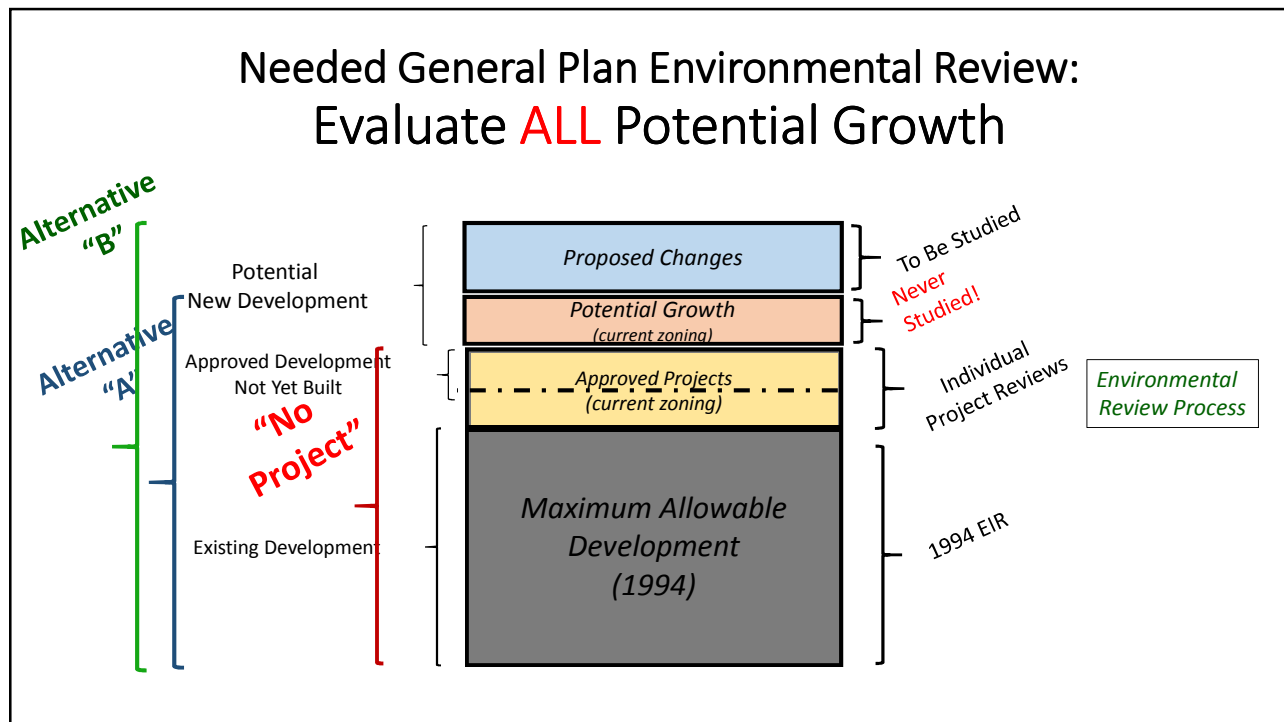 Needed General Plan Environmental Review:
Evaluate ALL Potential Growth
Alternative
“B”
Alternative
“A”
“No
Project”
Potential
New Development
Approved Development
Not Yet Built
Existing Development
Proposed Changes
Potential Growth
(current zoning)
Approved Projects
(current zoning)
Maximum Allowable
Development
(1994)
To Be Studied
Never
Studied!
Individual
Project Reviews
1994 EIR
Environmental
Review Process